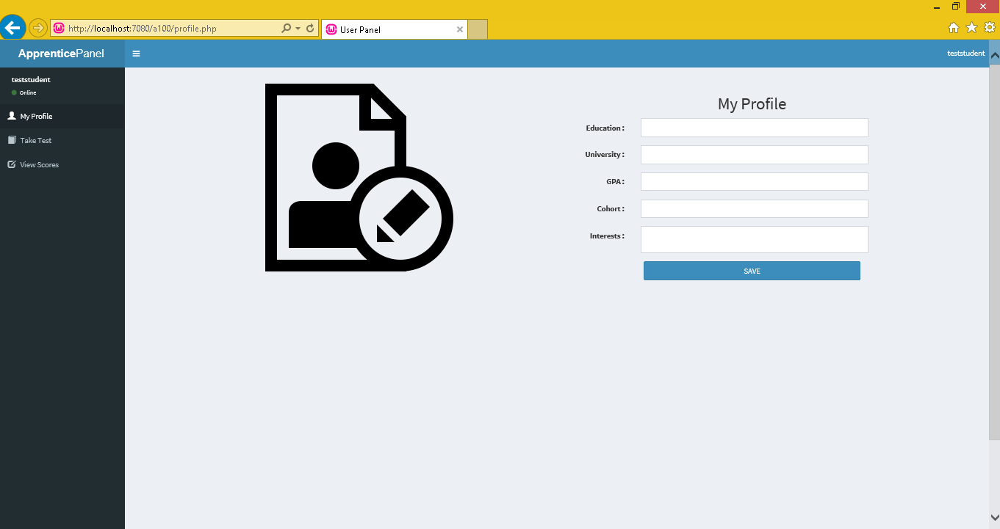 http://localhost:7080/a100/profile.php
User Panel
ApprenticePanel
teststudent
teststudent
Online
My Profile
Take Test
View Scores
My Profile
Education :
University :
GPA :
Cohort :
Interests :
SAVE